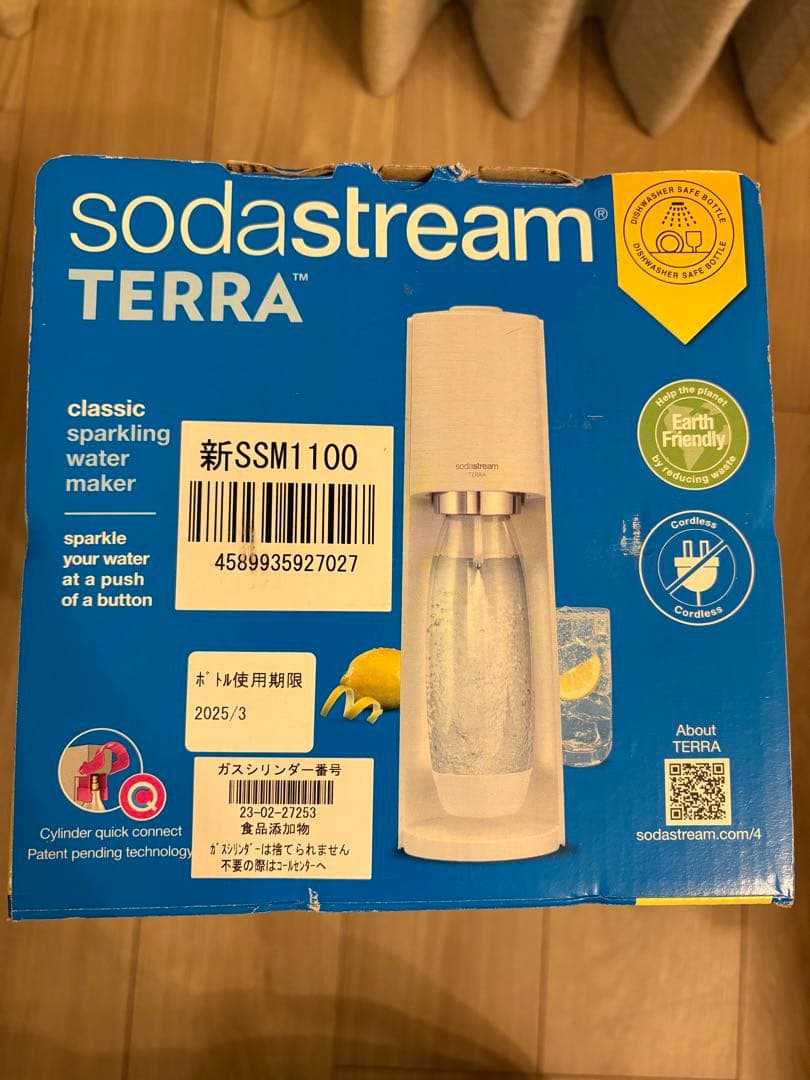 sodastream®
TERRA™
DISHWASHER SAFE BOTTLE
DISHWASHER SAFE BOTTLE
classic
sparkling
water
maker
sparkle
your water
at a push
of a button
新SSM1100
4589935927027
sodastream
TERRA
Help the planet
Earth
Friendly
by reducing waste
Cordless
Cordless
ﾎﾞﾄﾙ使用期限
2025/3
ガスシリンダー番号
23-02-27253
食品添加物
ｶﾞｽｼﾘﾝﾀﾞｰは捨てられません
不要の際はｺｰﾙｾﾝﾀｰへ
Q
Cylinder quick connect
Patent pending technology
About
TERRA
sodastream.com/4